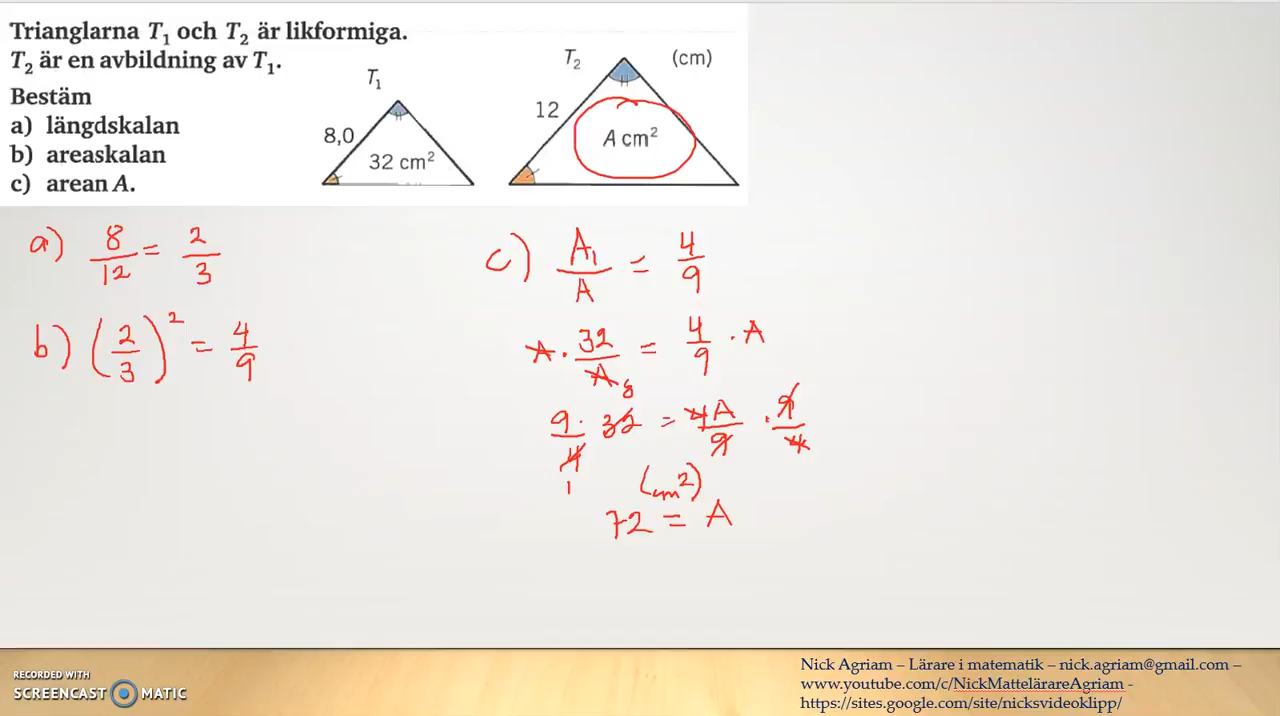 Trianglarna T₁ och T₂ är likformiga.
T₂ är en avbildning av T₁.
Bestäm
a) längdskalan
b) areaskalan
c) arean A.
T₁
8,0
32 cm²
T₂
(cm)
12
A cm²
a) 8/12 = 2/3
b) (2/3)² = 4/9
c) A₁/A = 4/9
A · 32/A = 4/9 · A
8
9/4 · 32 = 4A/9 · 9/4
1
(cm²)
72 = A
RECORDED WITH
SCREENCAST MATIC
Nick Agriam – Lärare i matematik – nick.agriam@gmail.com –
www.youtube.com/c/NickMattelärareAgriam -
https://sites.google.com/site/nicksvideoklipp/